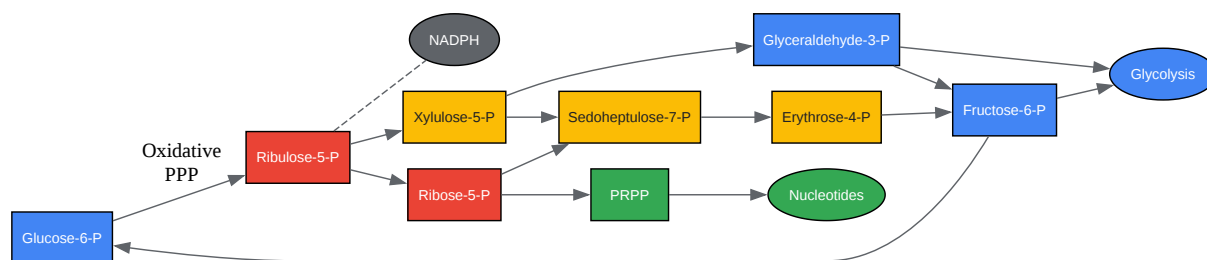 NADPH
Glyceraldehyde-3-P
Glycolysis
Xylulose-5-P
Sedoheptulose-7-P
Erythrose-4-P
Fructose-6-P
Oxidative
PPP
Ribulose-5-P
Ribose-5-P
PRPP
Nucleotides
Glucose-6-P